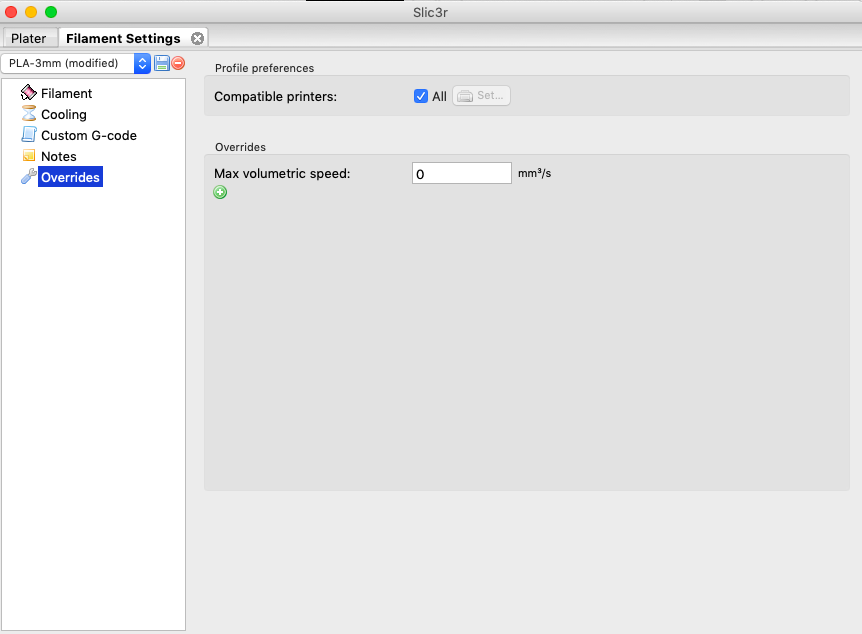 Slic3r
Plater
Filament Settings
PLA-3mm (modified)
Filament
Cooling
Custom G-code
Notes
Overrides
Profile preferences
Compatible printers:
All
Set...
Overrides
Max volumetric speed:
0
mm³/s